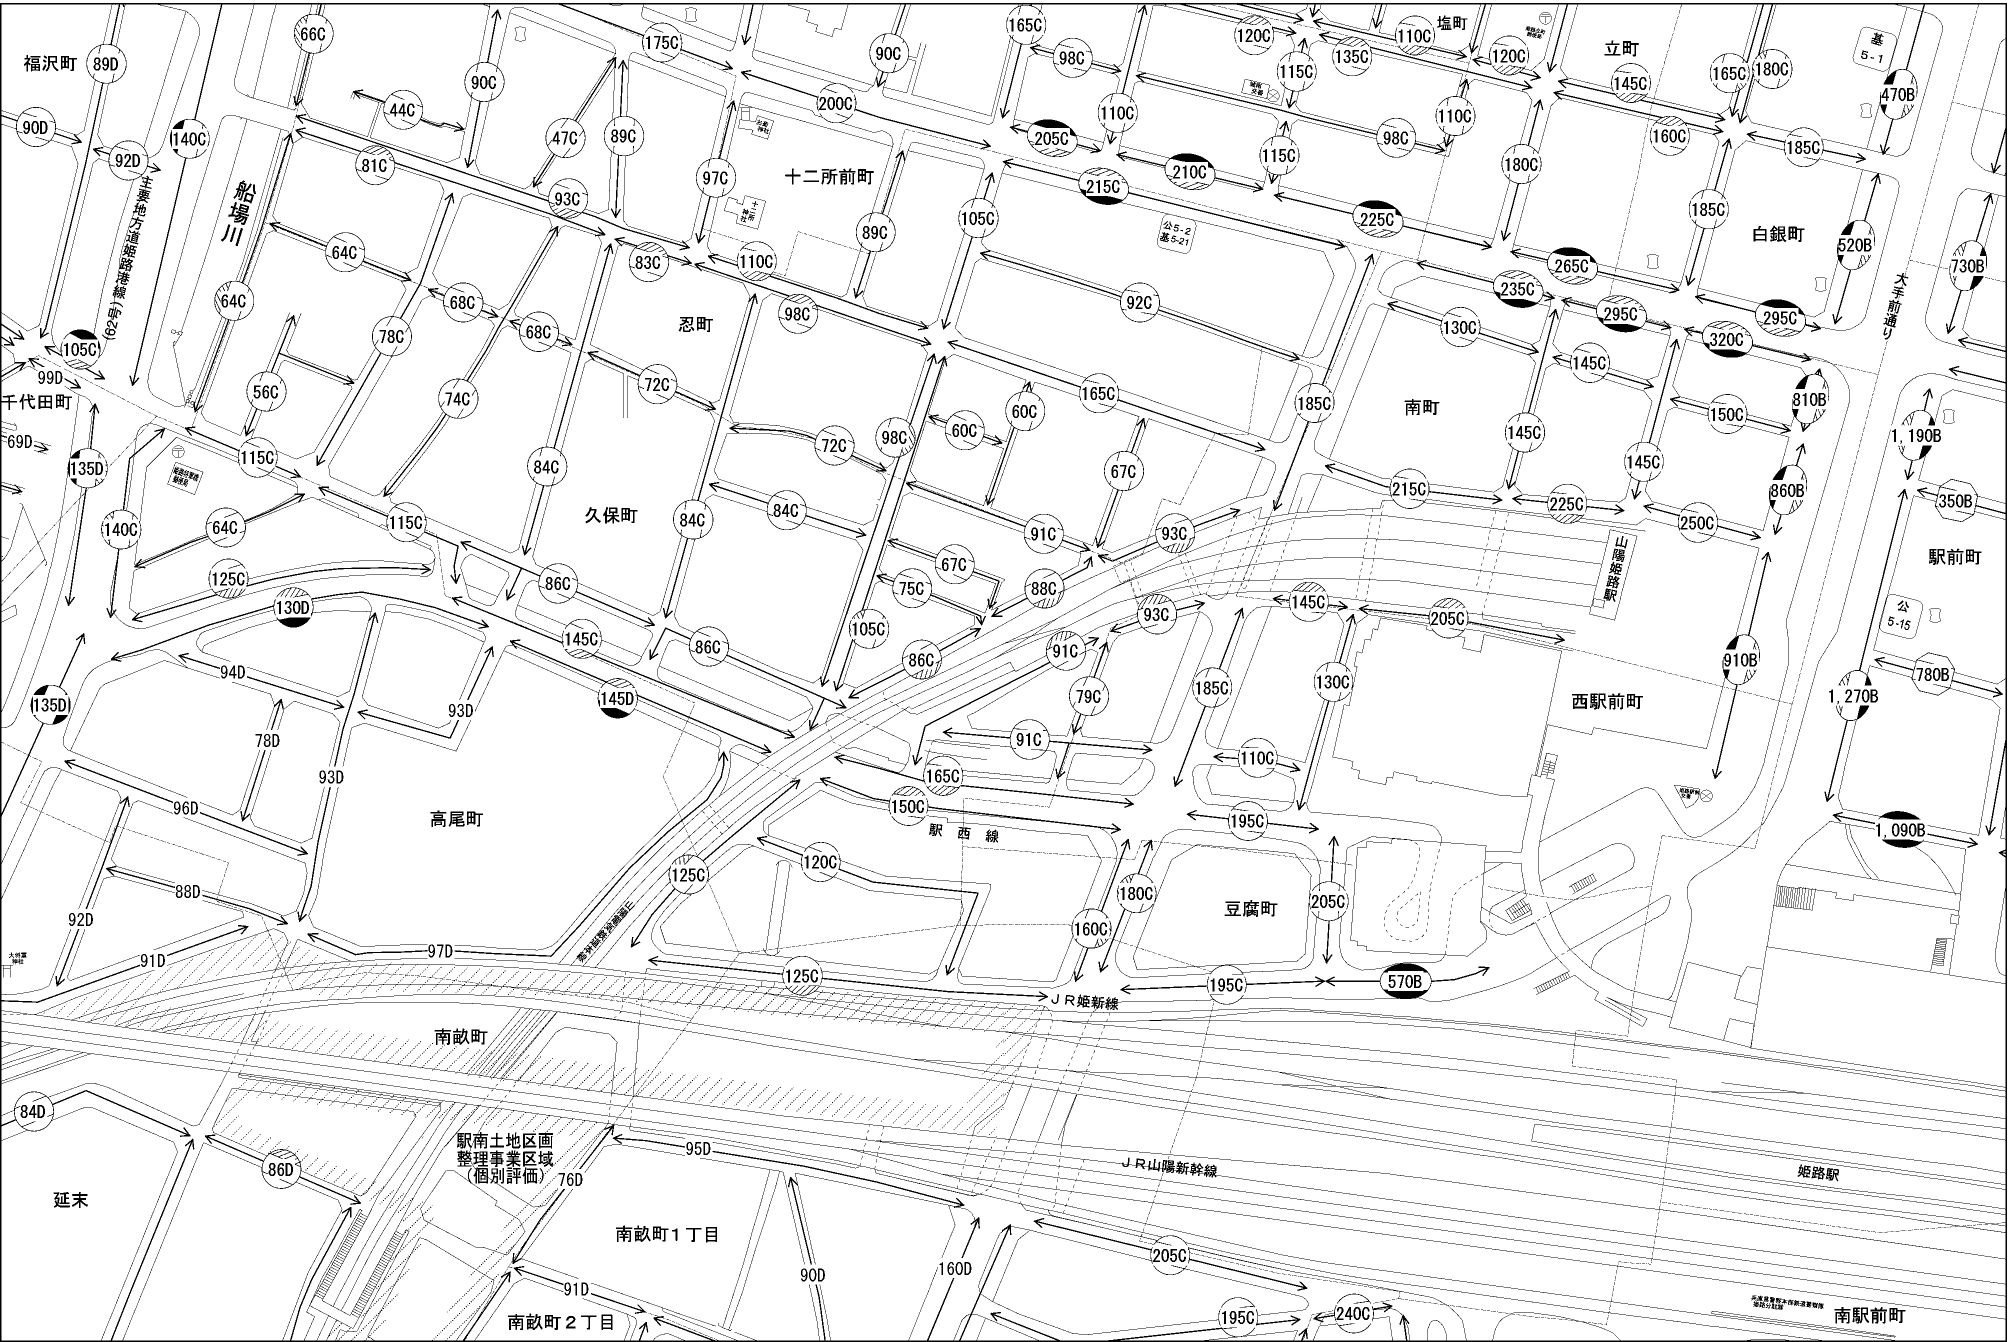 66C
89D
福沢町
90D
92D
140C
175C
90C
44C
47C
89C
165C
90C
98C
200C
120C
110C
塩町
135C
120C
立町
145C
165C
180C
基
5-1
470B
115C
110C
205C
98C
110C
160C
185C
115C
210C
180C
81C
93C
97C
十二所前町
215C
225C
185C
白銀町
520B
船場川
主要地方道姫路港線
(62号)
64C
83C
110C
89C
105C
公5-2
基5-21
265C
730B
大手前通り
64C
68C
68C
忍町
98C
92C
235C
295C
295C
320C
130C
145C
105C
99D
千代田町
69D
78C
56C
74C
72C
165C
185C
南町
150C
810B
60C
60C
98C
72C
145C
145C
1,190B
115C
135D
84C
67C
215C
225C
250C
860B
350B
140C
64C
115C
久保町
84C
84C
91C
93C
山陽姫路駅
駅前町
125C
86C
67C
75C
88C
130D
145C
105C
93C
145C
205C
公
5-15
86C
86C
91C
94D
93D
145D
79C
185C
130C
910B
780B
135D
西駅前町
1,270B
78D
91C
110C
93D
165C
96D
高尾町
150C
駅西線
195C
1,090B
120C
125C
180C
88D
92D
豆腐町
205C
160C
大将軍
神社
91D
97D
125C
195C
570B
JR姫新線
南畝町
84D
駅南土地区画
整理事業区域
(個別評価)
95D
JR山陽新幹線
姫路駅
86D
76D
延末
南畝町1丁目
205C
90D
160D
91D
南畝町2丁目
195C
240C
南駅前町